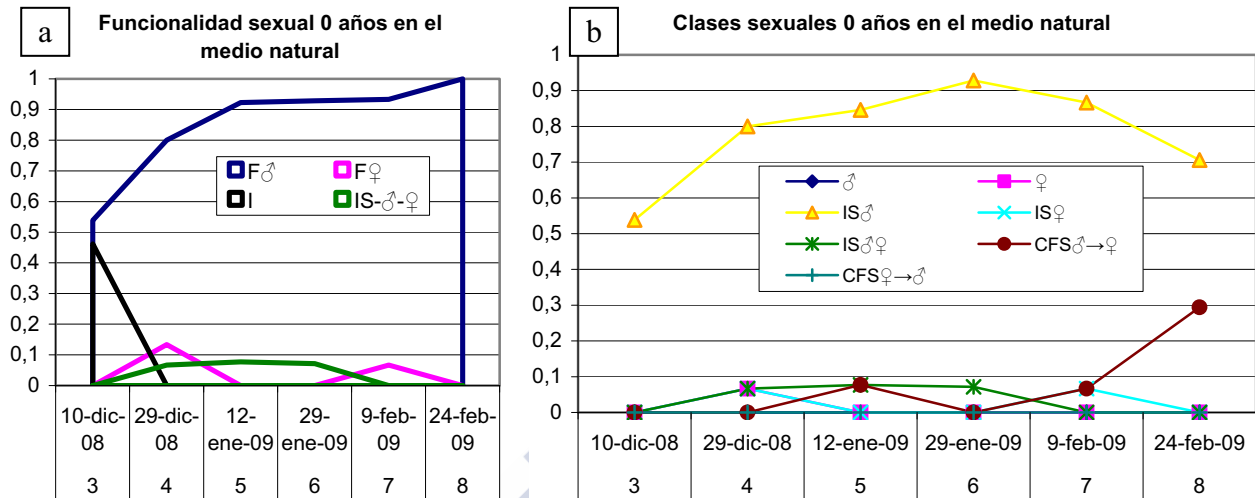 a
Funcionalidad sexual 0 años en el
medio natural
1
0,9
0,8
0,7
0,6
0,5
0,4
0,3
0,2
0,1
0
F♂ F♀
I IS-♂-♀
10-dic-08 29-dic-08 12-ene-09 29-ene-09 9-feb-09 24-feb-09
3 4 5 6 7 8
b
Clases sexuales 0 años en el medio natural
1
0,9
0,8
0,7
0,6
0,5
0,4
0,3
0,2
0,1
0
♂ ♀
IS♂ IS♀
IS♂♀ CFS♂→♀
CFS♀→♂
10-dic-08 29-dic-08 12-ene-09 29-ene-09 9-feb-09 24-feb-09
3 4 5 6 7 8